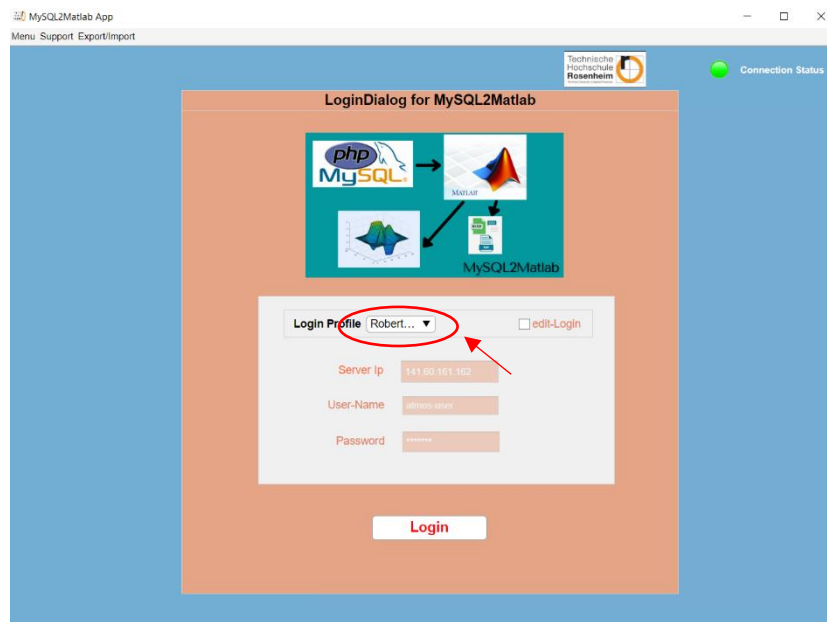 MySQL2Matlab App
Menu Support Export/Import
Technische
Hochschule
Rosenheim
Connection Status
LoginDialog for MySQL2Matlab
php
MySQL
MATLAB
MySQL2Matlab
Login Profile Robert... ▼ edit-Login
Server Ip 141.60.161.162
User-Name atmos-user
Password *******
Login